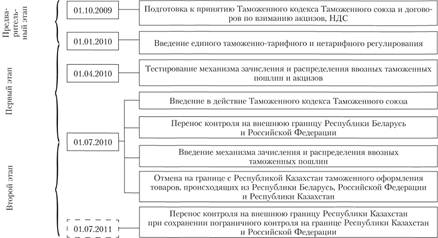 Предва-
ритель-
ный этап
01.10.2009
Подготовка к принятию Таможенного кодекса Таможенного союза и догово-
ров по взиманию акцизов, НДС
Первый этап
01.01.2010
Введение единого таможенно-тарифного и нетарифного регулирования
01.04.2010
Тестирование механизма зачисления и распределения ввозных таможенных
пошлин и акцизов
Второй этап
01.07.2010
Введение в действие Таможенного кодекса Таможенного союза
Перенос контроля на внешнюю границу Республики Беларусь
и Российской Федерации
Введение механизма зачисления и распределения ввозных
таможенных пошлин
Отмена на границе с Республикой Казахстан таможенного оформления
товаров, происходящих из Республики Беларусь, Российской Федерации
и Республики Казахстан
01.07.2011
Перенос контроля на внешнюю границу Республики Казахстан
при сохранении пограничного контроля на границе Республики Казахстан
и Российской Федерации